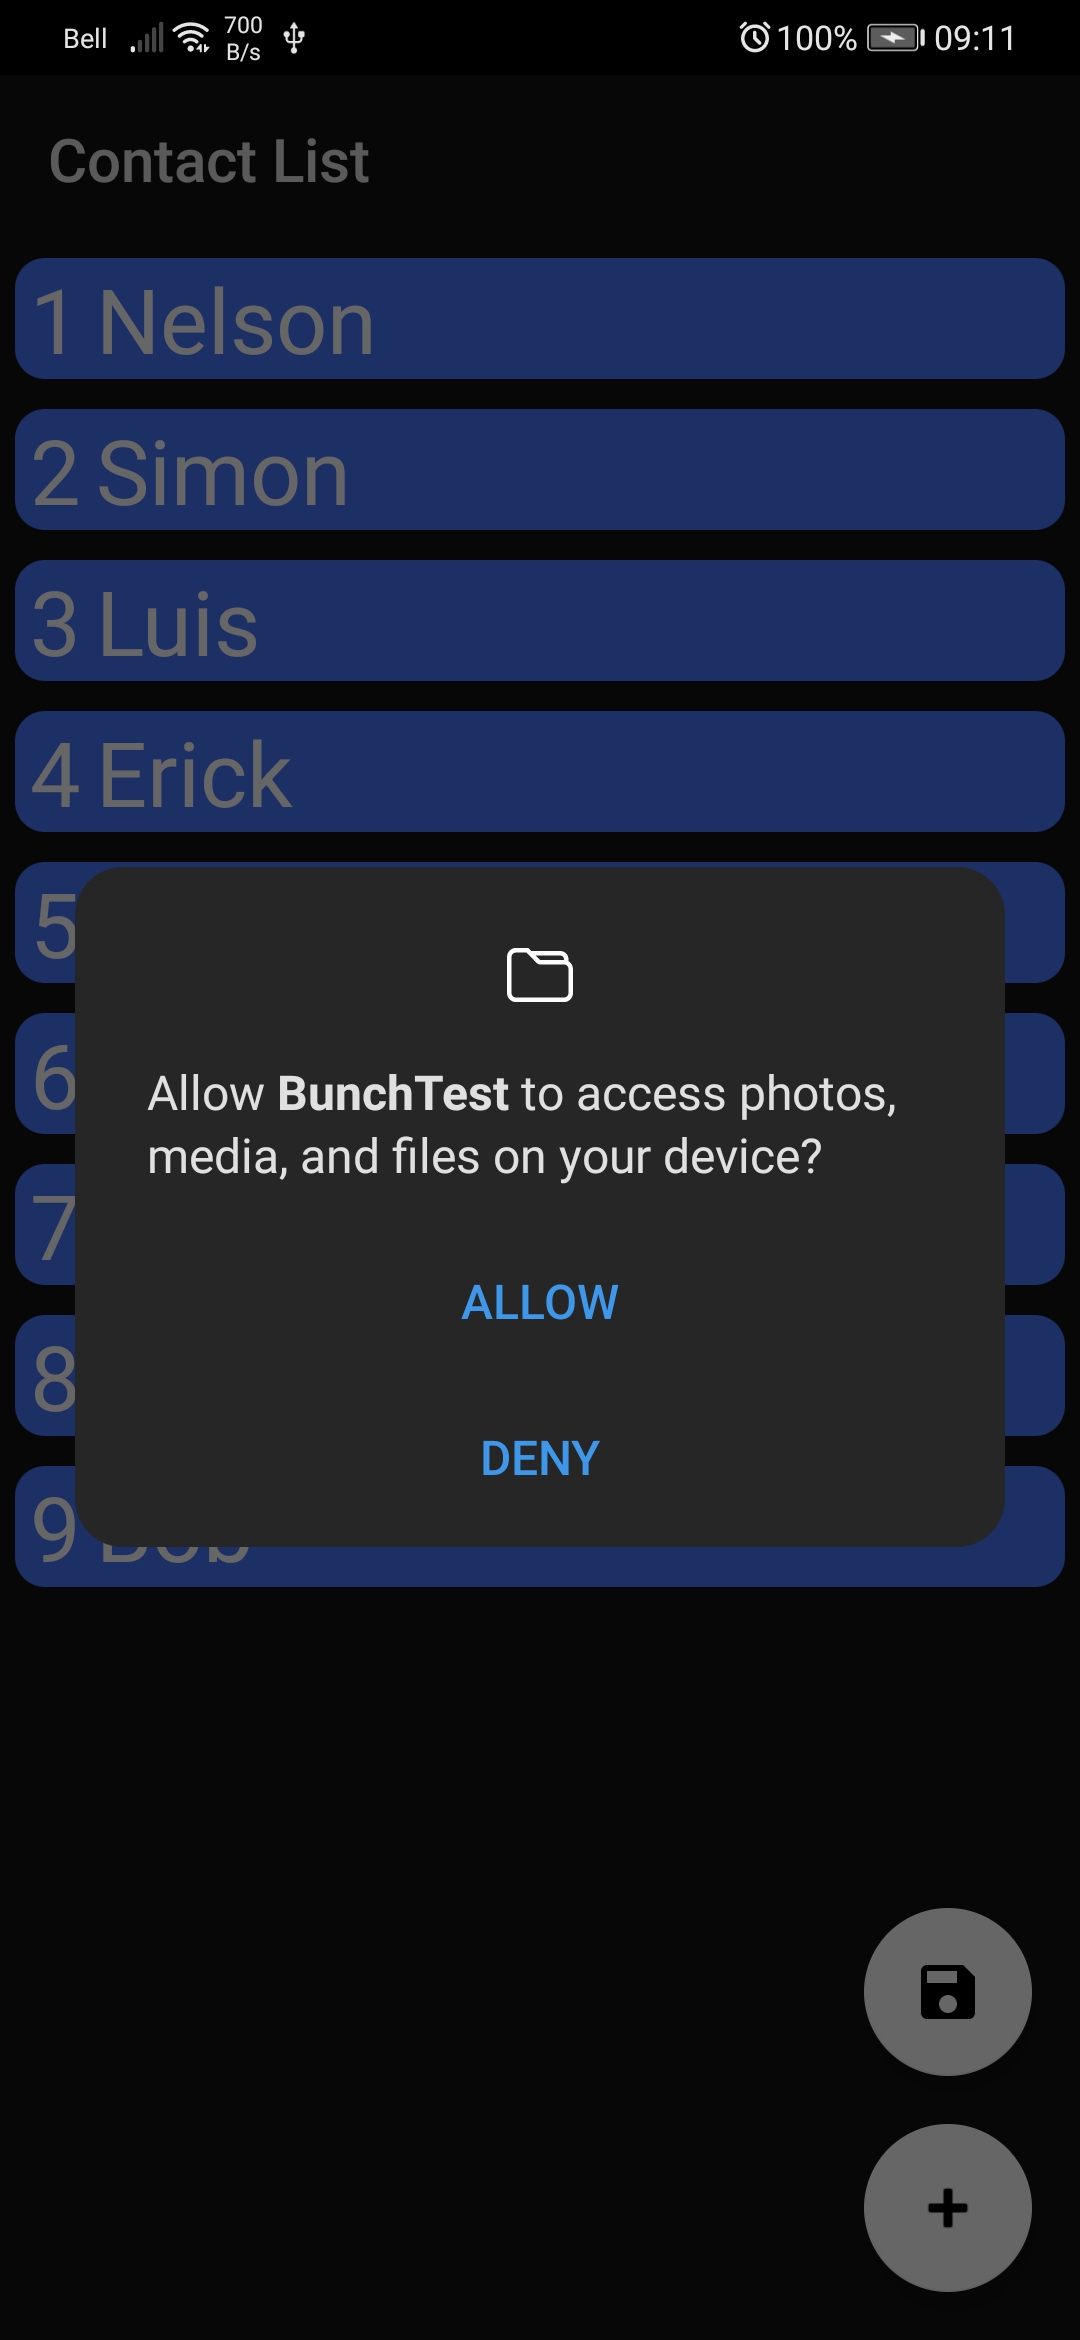 Bell 700 B/s 100% 09:11
Contact List
1 Nelson
2 Simon
3 Luis
4 Erick
5
6
Allow BunchTest to access photos,
media, and files on your device?
7
ALLOW
8
DENY
9 Bob